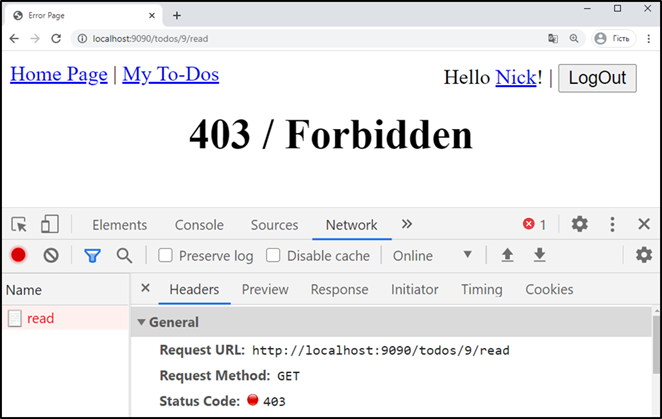 Error Page
localhost:9090/todos/9/read
Гість
Home Page | My To-Dos
Hello Nick! | LogOut
403 / Forbidden
Elements Console Sources Network » 1
Preserve log Disable cache Online
Name
Headers Preview Response Initiator Timing Cookies
read
General
Request URL: http://localhost:9090/todos/9/read
Request Method: GET
Status Code: 403